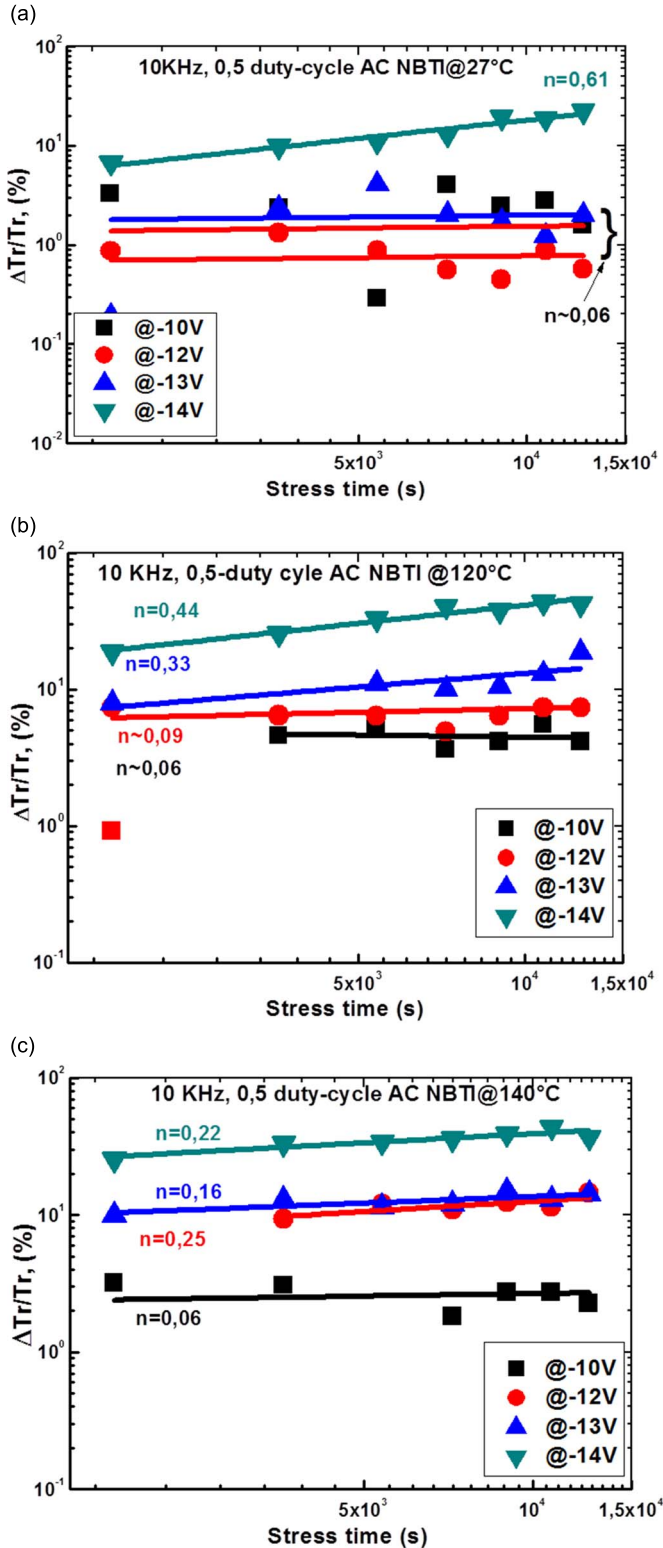 (a)
10KHz, 0,5 duty-cycle AC NBTI@27°C
n=0,61
n~0,06
@-10V
@-12V
@-13V
@-14V
10²
10¹
10⁰
10⁻¹
10⁻²
ΔTr/Tr, (%)
5x10³
10⁴
1,5x10⁴
Stress time (s)
(b)
10 KHz, 0,5-duty cyle AC NBTI @120°C
n=0,44
n=0,33
n~0,09
n~0,06
@-10V
@-12V
@-13V
@-14V
10²
10¹
10⁰
10⁻¹
ΔTr/Tr, (%)
5x10³
10⁴
1,5x10⁴
Stress time (s)
(c)
10 KHz, 0,5 duty-cycle AC NBTI@140°C
n=0,22
n=0,16
n=0,25
n=0,06
@-10V
@-12V
@-13V
@-14V
10²
10¹
10⁰
10⁻¹
ΔTr/Tr, (%)
5x10³
10⁴
1,5x10⁴
Stress time (s)